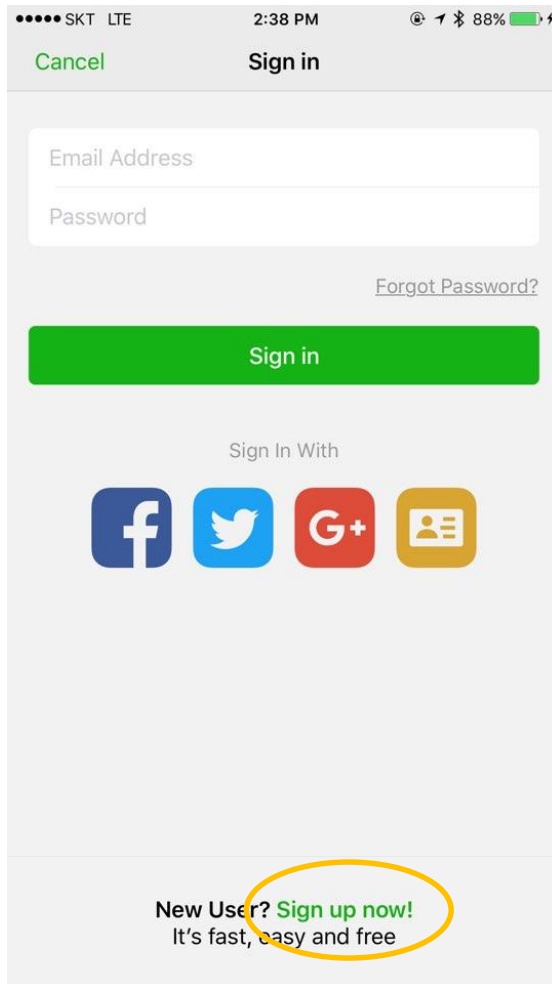 SKT LTE 2:38 PM 88%
Cancel Sign in
Email Address
Password
Forgot Password?
Sign in
Sign In With
f G+
New User? Sign up now!
It's fast, easy and free